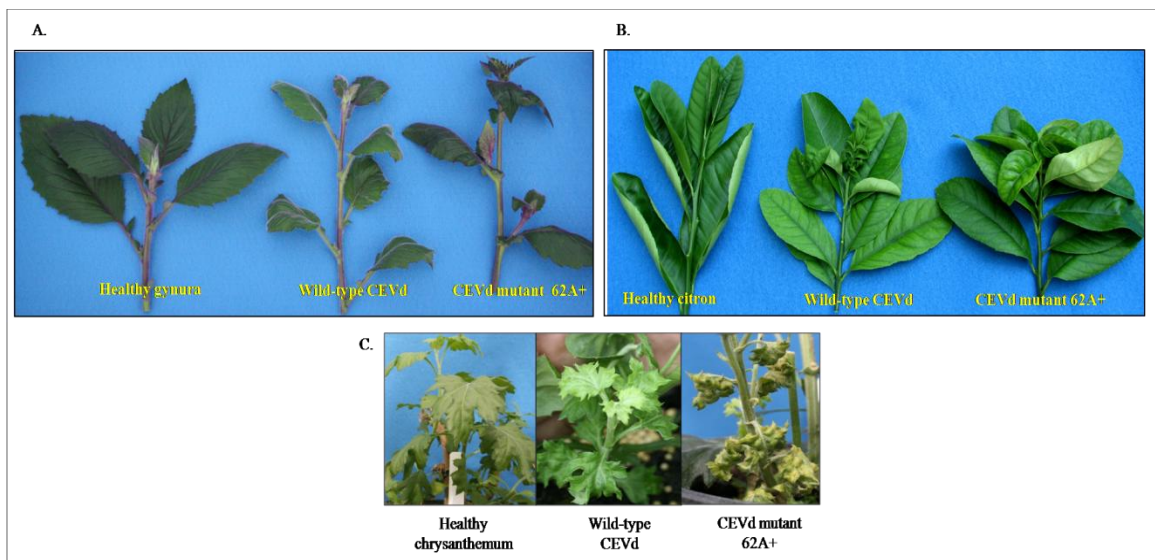 A.
B.
Healthy gynura
Wild-type CEVd
CEVd mutant 62A+
Healthy citron
Wild-type CEVd
CEVd mutant 62A+
C.
Healthy
chrysanthemum
Wild-type
CEVd
CEVd mutant
62A+